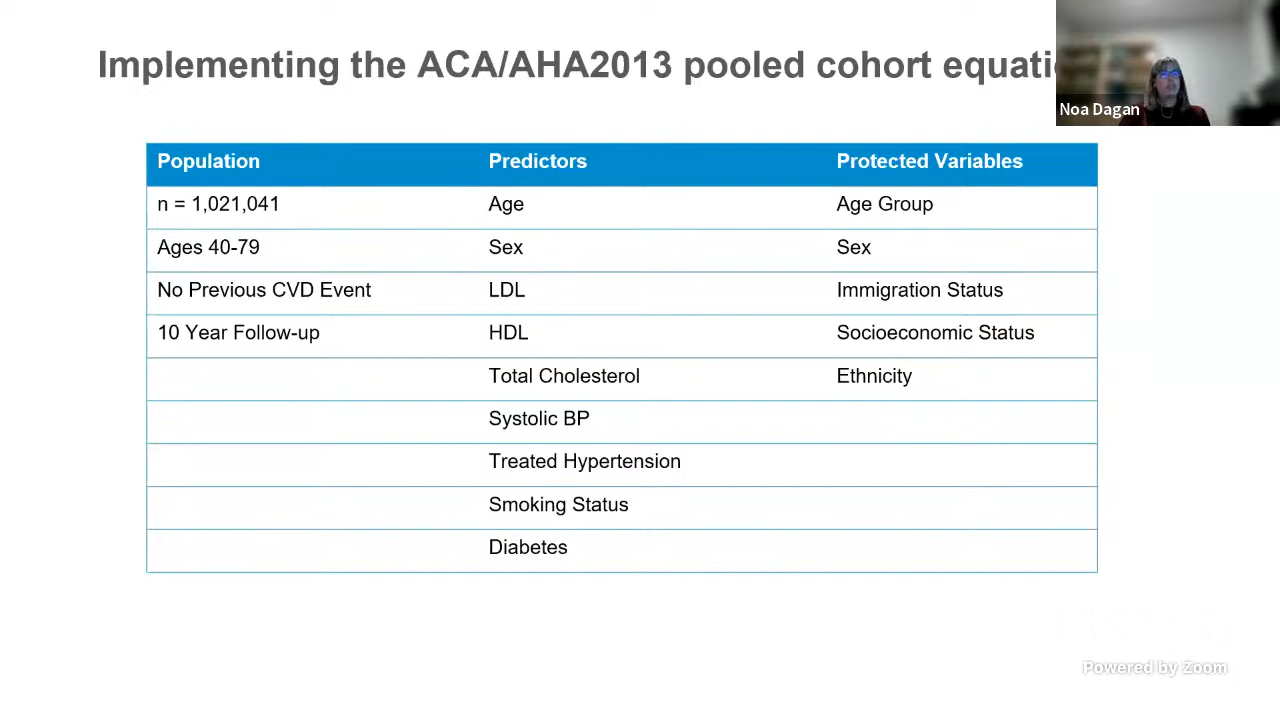 Implementing the ACA/AHA2013 pooled cohort
Noa Dagan
Population Predictors Protected Variables
n = 1,021,041 Age Age Group
Ages 40-79 Sex Sex
No Previous CVD Event LDL Immigration Status
10 Year Follow-up HDL Socioeconomic Status
Total Cholesterol Ethnicity
Systolic BP
Treated Hypertension
Smoking Status
Diabetes
Powered by Zoom